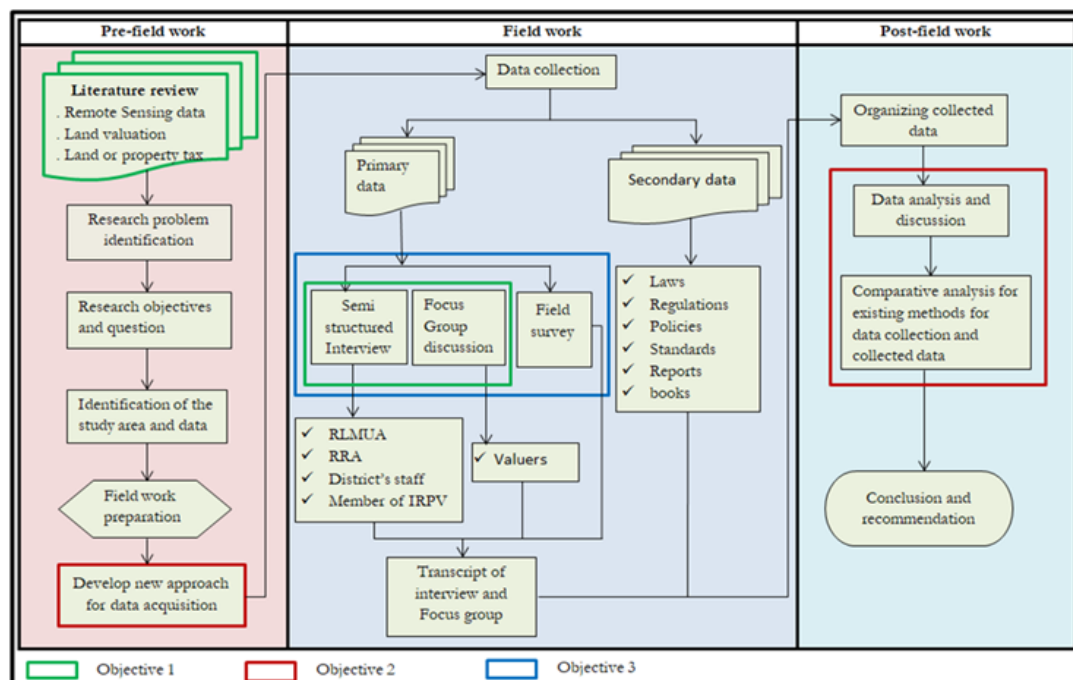 Pre-field work
Literature review
. Remote Sensing data
. Land valuation
. Land or property tax
Research problem
identification
Research objectives
and question
Identification of the
study area and data
Field work
preparation
Develop new approach
for data acquisition
Field work
Data collection
Primary
data
Secondary data
Semi
structured
Interview
Focus
Group
discussion
Field
survey
✓ Laws
✓ Regulations
✓ Policies
✓ Standards
✓ Reports
✓ books
✓ RLMUA
✓ RRA
✓ District's staff
✓ Member of IRPV
✓ Valuers
Transcript of
interview and
Focus group
Post-field work
Organizing collected
data
Data analysis and
discussion
Comparative analysis for
existing methods for
data collection and
collected data
Conclusion and
recommendation
Objective 1
Objective 2
Objective 3